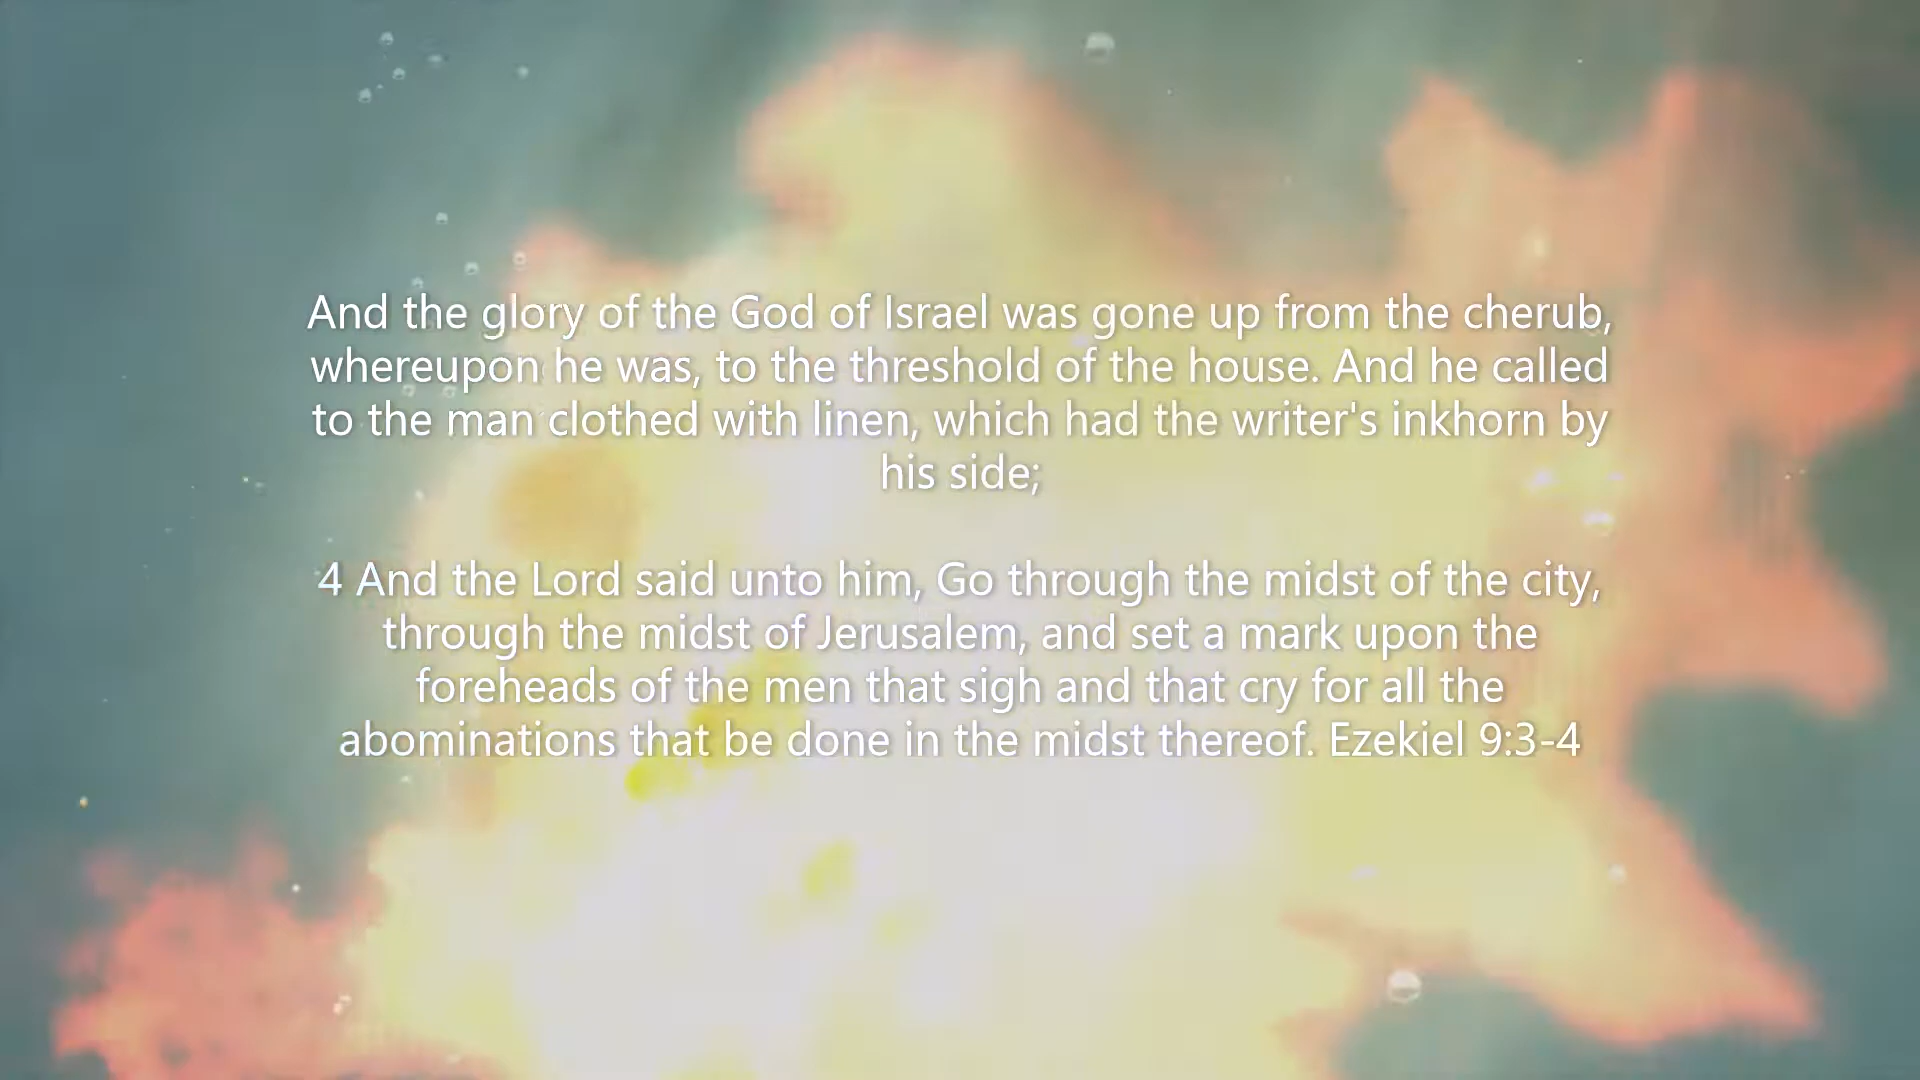 And the glory of the God of Israel was gone up from the cherub,
whereupon he was, to the threshold of the house. And he called
to the man clothed with linen, which had the writer's inkhorn by
his side;
4 And the Lord said unto him, Go through the midst of the city,
through the midst of Jerusalem, and set a mark upon the
foreheads of the men that sigh and that cry for all the
abominations that be done in the midst thereof. Ezekiel 9:3-4